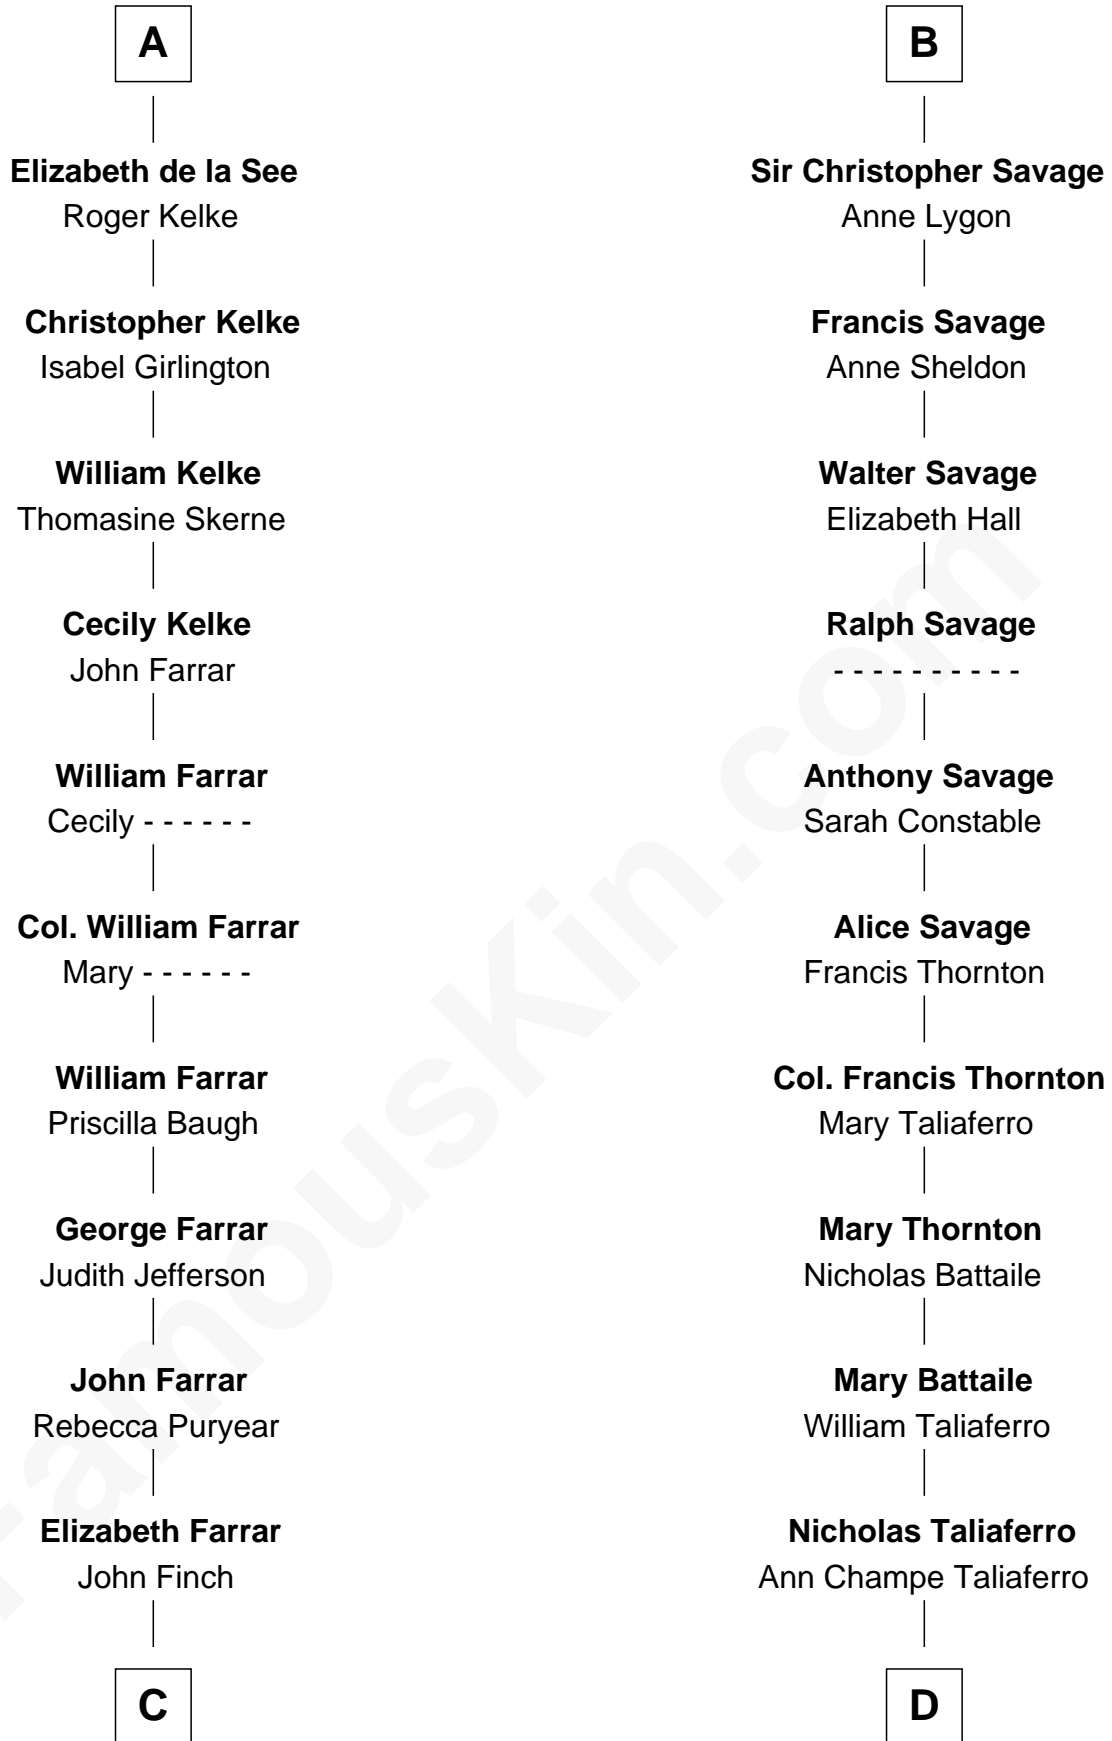 A
Elizabeth de la See
Roger Kelke
Christopher Kelke
Isabel Girlington
William Kelke
Thomasine Skerne
Cecily Kelke
John Farrar
William Farrar
Cecily - - - - - -
Col. William Farrar
Mary - - - - - -
William Farrar
Priscilla Baugh
George Farrar
Judith Jefferson
John Farrar
Rebecca Puryear
Elizabeth Farrar
John Finch
C
B
Sir Christopher Savage
Anne Lygon
Francis Savage
Anne Sheldon
Walter Savage
Elizabeth Hall
Ralph Savage
- - - - - - - - - -
Anthony Savage
Sarah Constable
Alice Savage
Francis Thornton
Col. Francis Thornton
Mary Taliaferro
Mary Thornton
Nicholas Battaile
Mary Battaile
William Taliaferro
Nicholas Taliaferro
Ann Champe Taliaferro
D
FamousKin.com